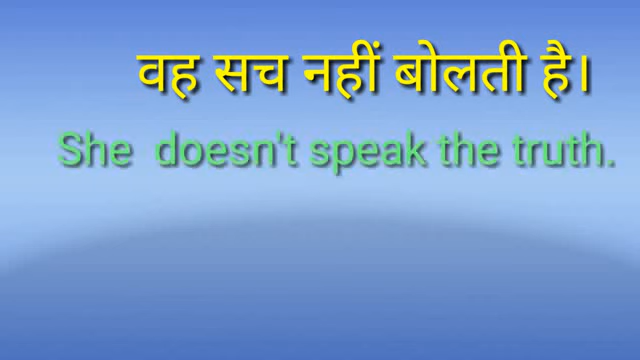 वह सच नहीं बोलती है।
She doesn't speak the truth.